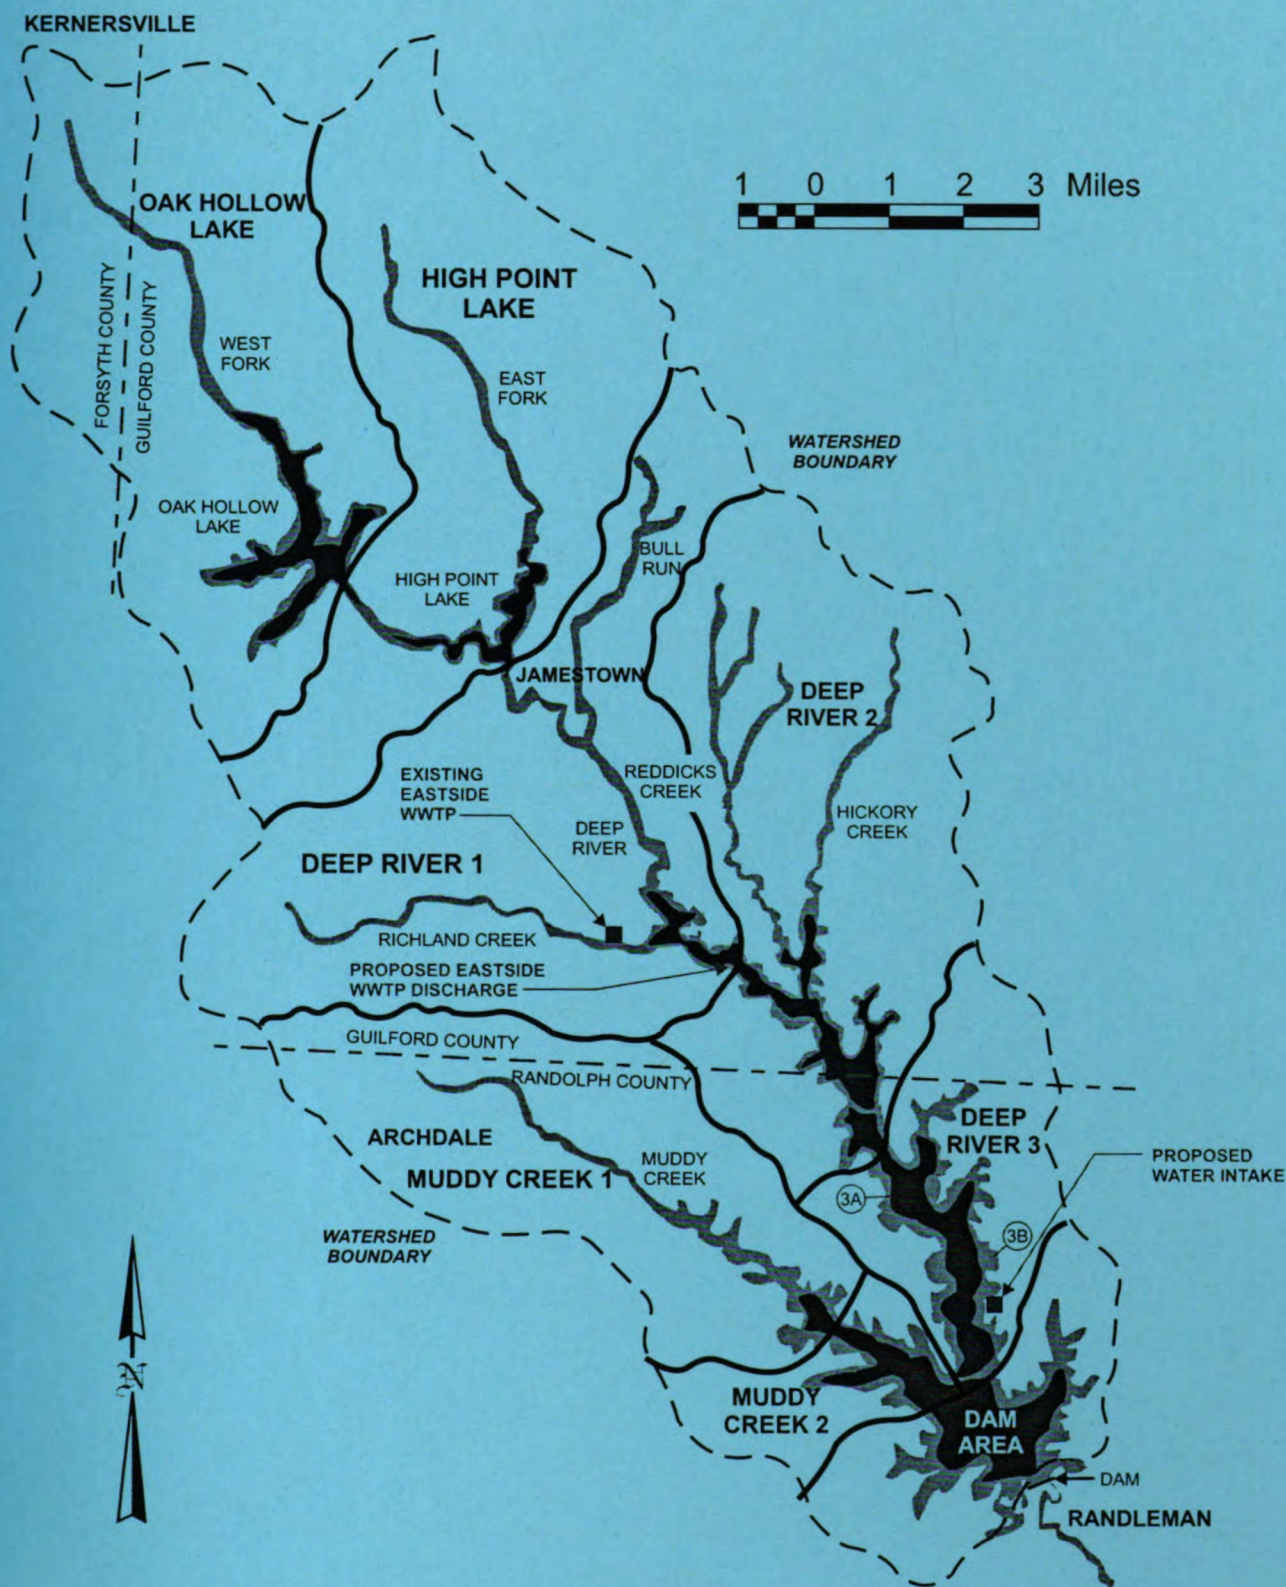 KERNERSVILLE
1 0 1 2 3 Miles
OAK HOLLOW
LAKE
HIGH POINT
LAKE
FORSYTH COUNTY
GUILFORD COUNTY
WEST
FORK
EAST
FORK
WATERSHED
BOUNDARY
OAK HOLLOW
LAKE
BULL
RUN
HIGH POINT
LAKE
JAMESTOWN
DEEP
RIVER 2
EXISTING
EASTSIDE
WWTP
REDDICKS
CREEK
HICKORY
CREEK
DEEP
RIVER
DEEP RIVER 1
RICHLAND CREEK
PROPOSED EASTSIDE
WWTP DISCHARGE
GUILFORD COUNTY
RANDOLPH COUNTY
ARCHDALE
MUDDY CREEK 1
MUDDY
CREEK
DEEP
RIVER 3
PROPOSED
WATER INTAKE
3A
3B
WATERSHED
BOUNDARY
N
MUDDY
CREEK 2
DAM
AREA
DAM
RANDLEMAN